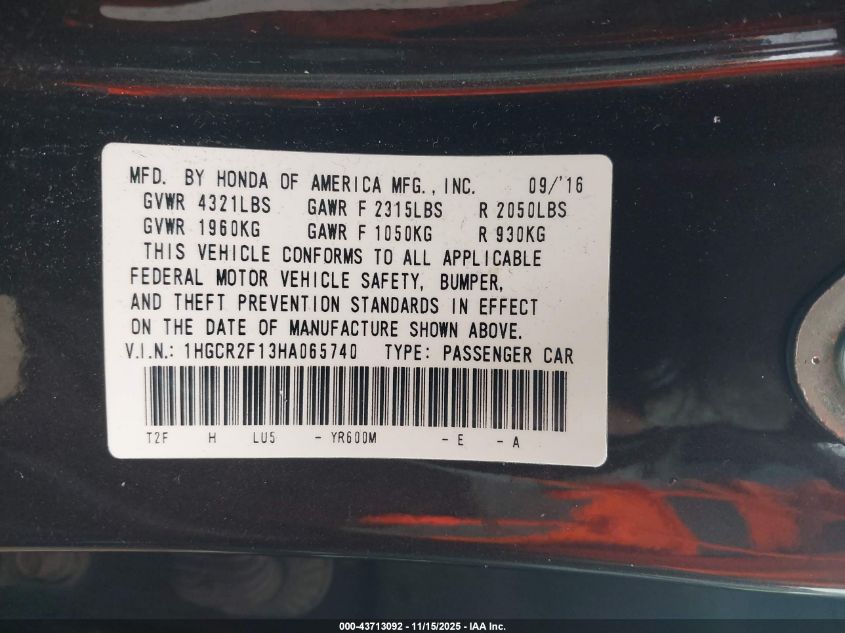 MFD. BY HONDA OF AMERICA MFG., INC. 09/'16
GVWR 4321LBS GAWR F 2315LBS R 2050LBS
GVWR 1960KG GAWR F 1050KG R 930KG
THIS VEHICLE CONFORMS TO ALL APPLICABLE
FEDERAL MOTOR VEHICLE SAFETY, BUMPER,
AND THEFT PREVENTION STANDARDS IN EFFECT
ON THE DATE OF MANUFACTURE SHOWN ABOVE.
V.I.N.: 1HGCR2F13HA065740 TYPE: PASSENGER CAR
T2F H LU5 - YR600M - E - A
000-43713092 - 11/15/2025 - IAA Inc.